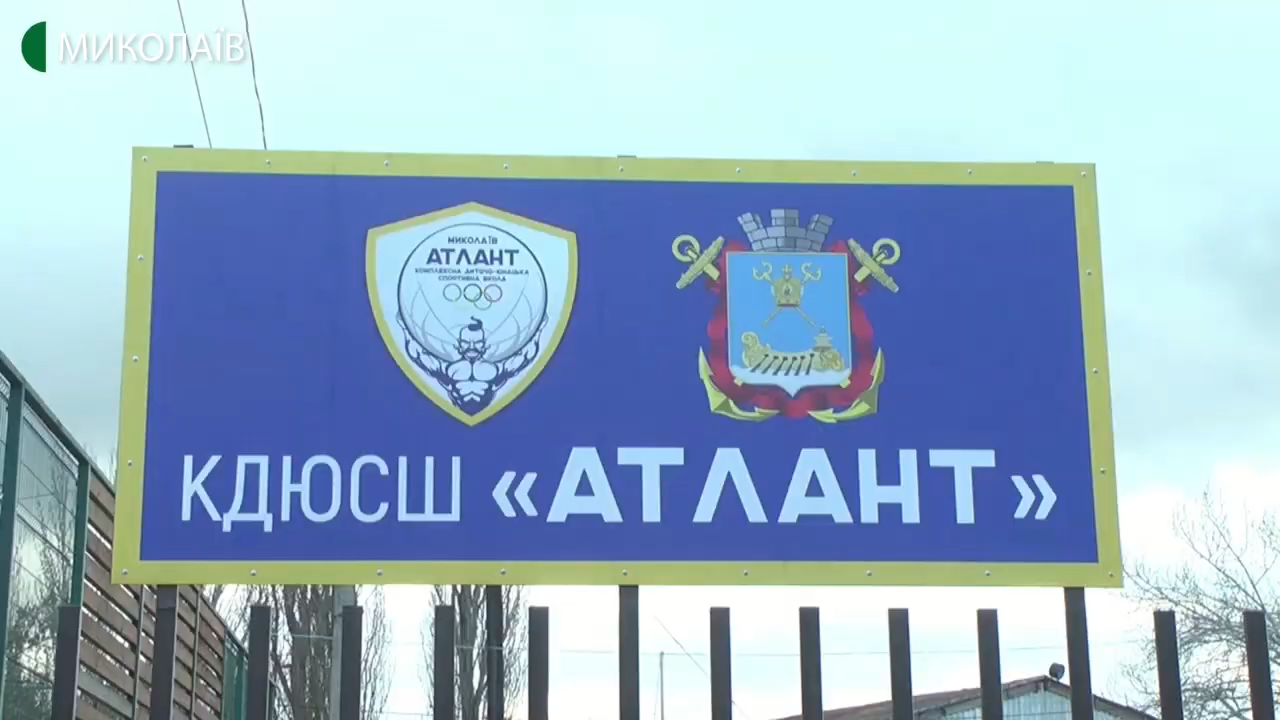 МИКОЛАЇВ
МИКОЛАЇВ
АТЛАНТ
КОМПЛЕКСНА ДИТЯЧО-ЮНАЦЬКА
СПОРТИВНА ШКОЛА
КДЮСШ «АТЛАНТ»